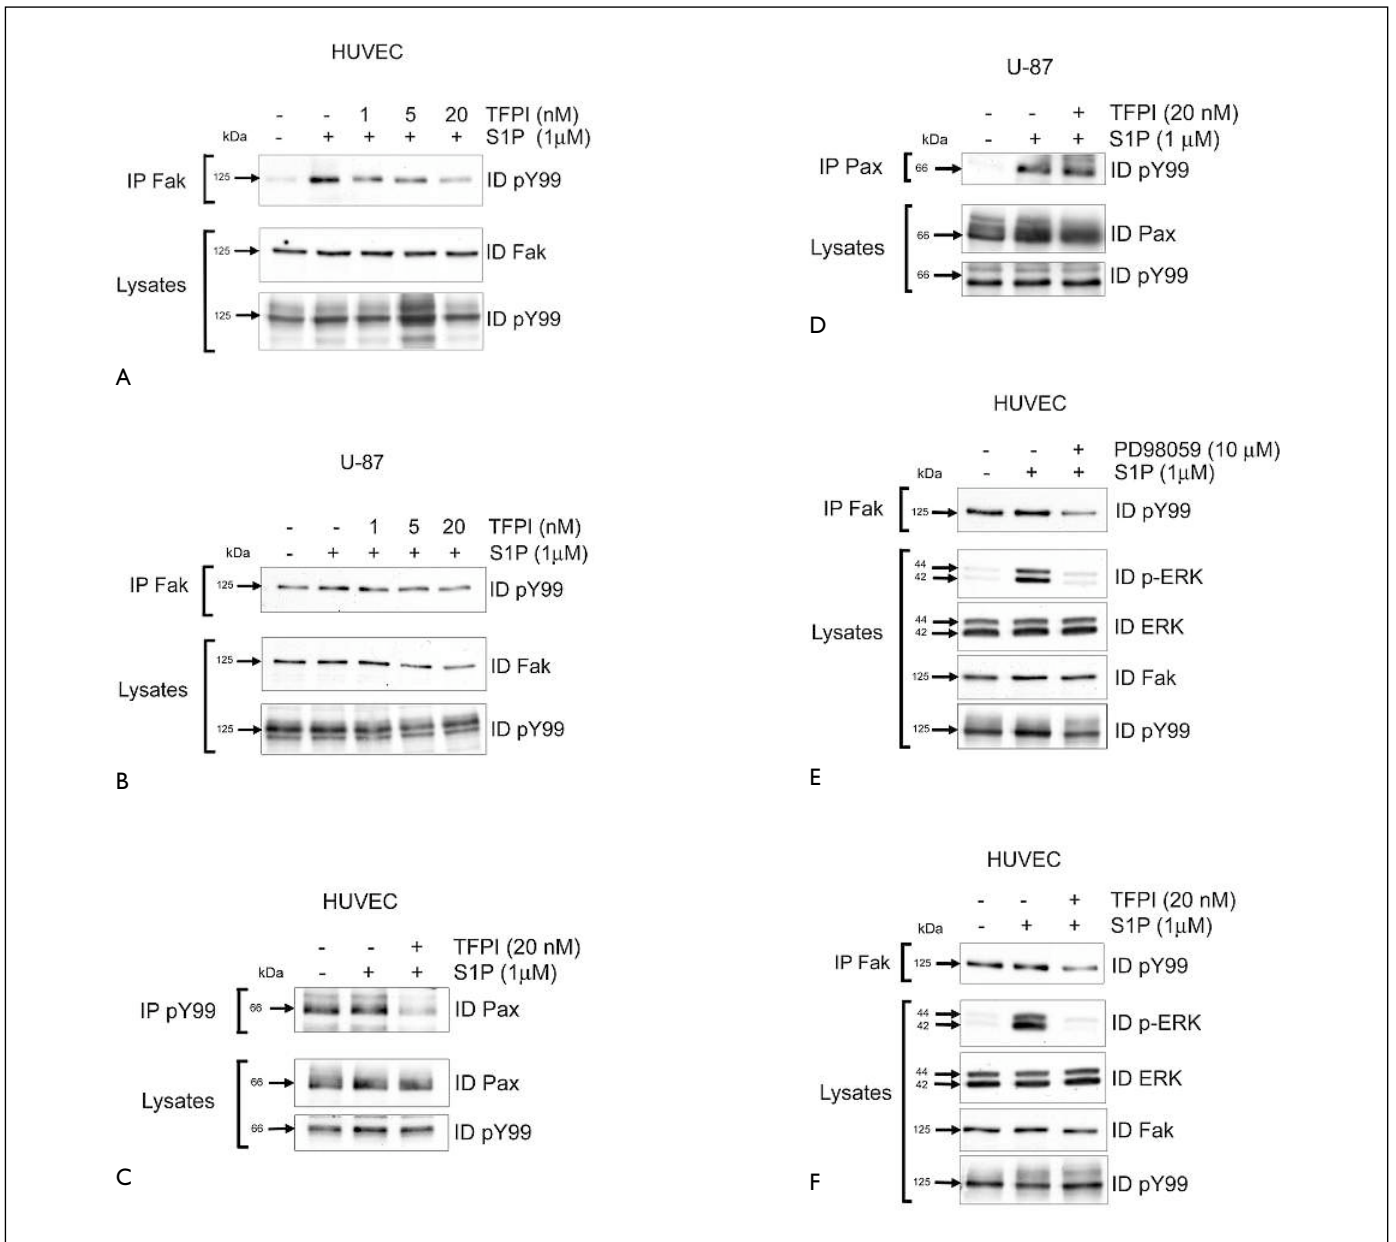 HUVEC
- - 1 5 20 TFPI (nM)
kDa - + + + + S1P (1μM)
IP Fak 125 ID pY99
125 ID Fak
Lysates
125 ID pY99
A
U-87
- - 1 5 20 TFPI (nM)
kDa - + + + + S1P (1μM)
IP Fak 125 ID pY99
125 ID Fak
Lysates
125 ID pY99
B
HUVEC
- - + TFPI (20 nM)
kDa - + + S1P (1μM)
IP pY99 66 ID Pax
66 ID Pax
Lysates
66 ID pY99
C
U-87
- - + TFPI (20 nM)
kDa - + + S1P (1 μM)
IP Pax 66 ID pY99
66 ID Pax
Lysates
66 ID pY99
D
HUVEC
- - + PD98059 (10 μM)
kDa - + + S1P (1μM)
IP Fak 125 ID pY99
44
42 ID p-ERK
44
42 ID ERK
Lysates
125 ID Fak
125 ID pY99
E
HUVEC
- - + TFPI (20 nM)
kDa - + + S1P (1μM)
IP Fak 125 ID pY99
44
42 ID p-ERK
44
42 ID ERK
Lysates
125 ID Fak
125 ID pY99
F